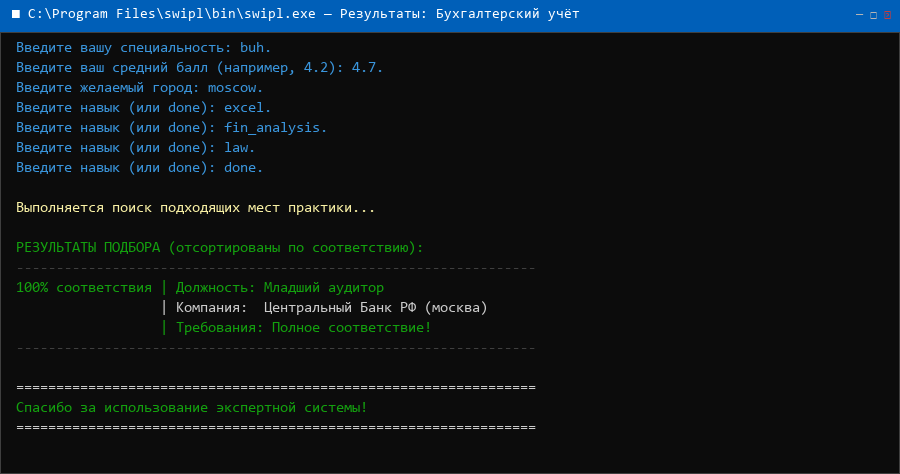 C:\Program Files\swipl\bin\swipl.exe — Результаты: Бухгалтерский учёт
Введите вашу специальность: buh.
Введите ваш средний балл (например, 4.2): 4.7.
Введите желаемый город: moscow.
Введите навык (или done): excel.
Введите навык (или done): fin_analysis.
Введите навык (или done): law.
Введите навык (или done): done.
Выполняется поиск подходящих мест практики...
РЕЗУЛЬТАТЫ ПОДБОРА (отсортированы по соответствию):
-----------------------------------------------------------------
100% соответствия | Должность: Младший аудитор
| Компания:  Центральный Банк РФ (москва)
| Требования: Полное соответствие!
-----------------------------------------------------------------
=================================================================
Спасибо за использование экспертной системы!
=================================================================